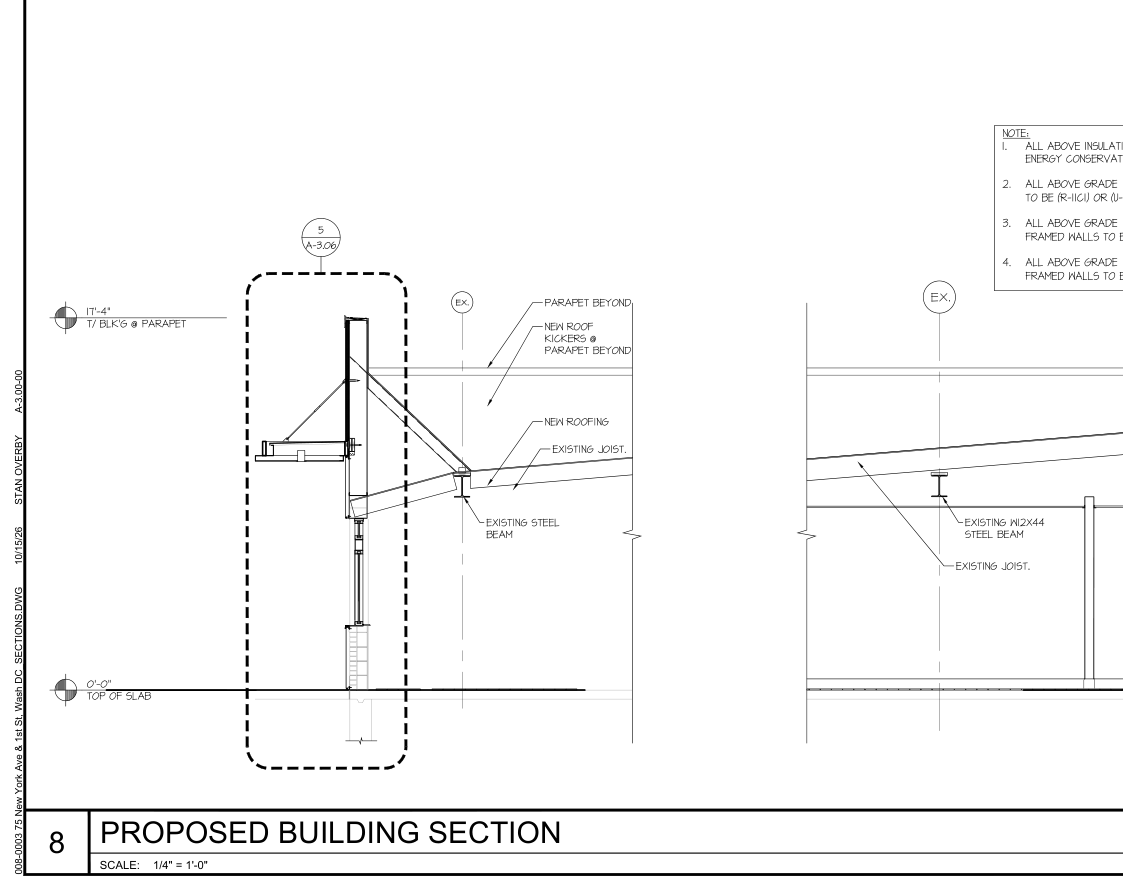 NOTE:
1. ALL ABOVE INSULATI
ENERGY CONSERVAT
2. ALL ABOVE GRADE
TO BE (R-11CI) OR (U-
3. ALL ABOVE GRADE
FRAMED WALLS TO E
4. ALL ABOVE GRADE
FRAMED WALLS TO E
5
A-3.06
17'-4"
T/ BLK'G @ PARAPET
EX.
PARAPET BEYOND
NEW ROOF
KICKERS @
PARAPET BEYOND
EX.
NEW ROOFING
EXISTING JOIST.
EXISTING STEEL
BEAM
EXISTING W12X44
STEEL BEAM
EXISTING JOIST.
0'-0"
TOP OF SLAB
008-0003 75 New York Ave & 1st St, Wash DC SECTIONS.DWG 10/15/26 STAN OVERBY A-3.00-00
8
PROPOSED BUILDING SECTION
SCALE: 1/4" = 1'-0"